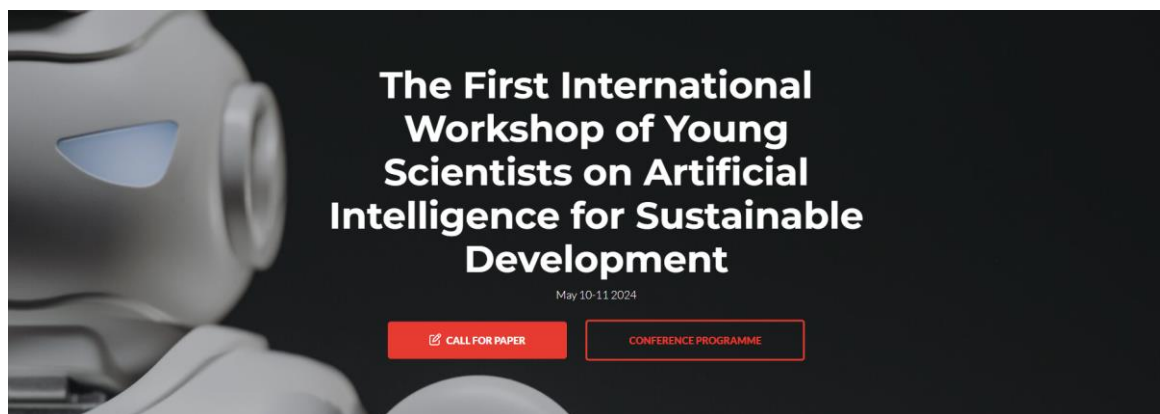 The First International
Workshop of Young
Scientists on Artificial
Intelligence for Sustainable
Development
May 10-11 2024
CALL FOR PAPER
CONFERENCE PROGRAMME